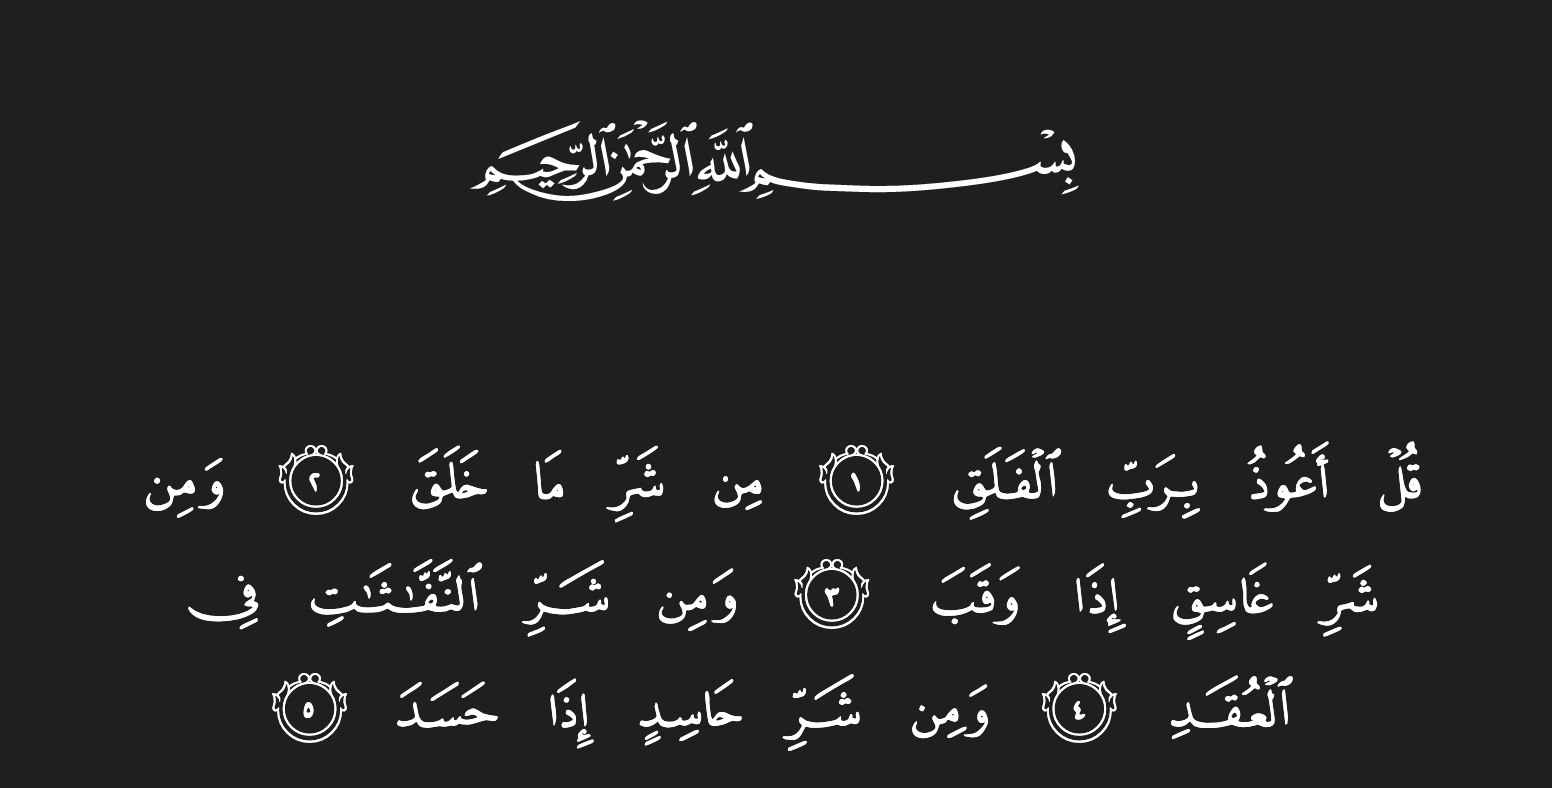 بِسْمِ ٱللَّهِ ٱلرَّحْمَٰنِ ٱلرَّحِيمِ
قُلْ أَعُوذُ بِرَبِّ ٱلْفَلَقِ ١ مِن شَرِّ مَا خَلَقَ ٢ وَمِن
شَرِّ غَاسِقٍ إِذَا وَقَبَ ٣ وَمِن شَرِّ ٱلنَّفَّـٰثَـٰتِ فِى
ٱلْعُقَدِ ٤ وَمِن شَرِّ حَاسِدٍ إِذَا حَسَدَ ٥